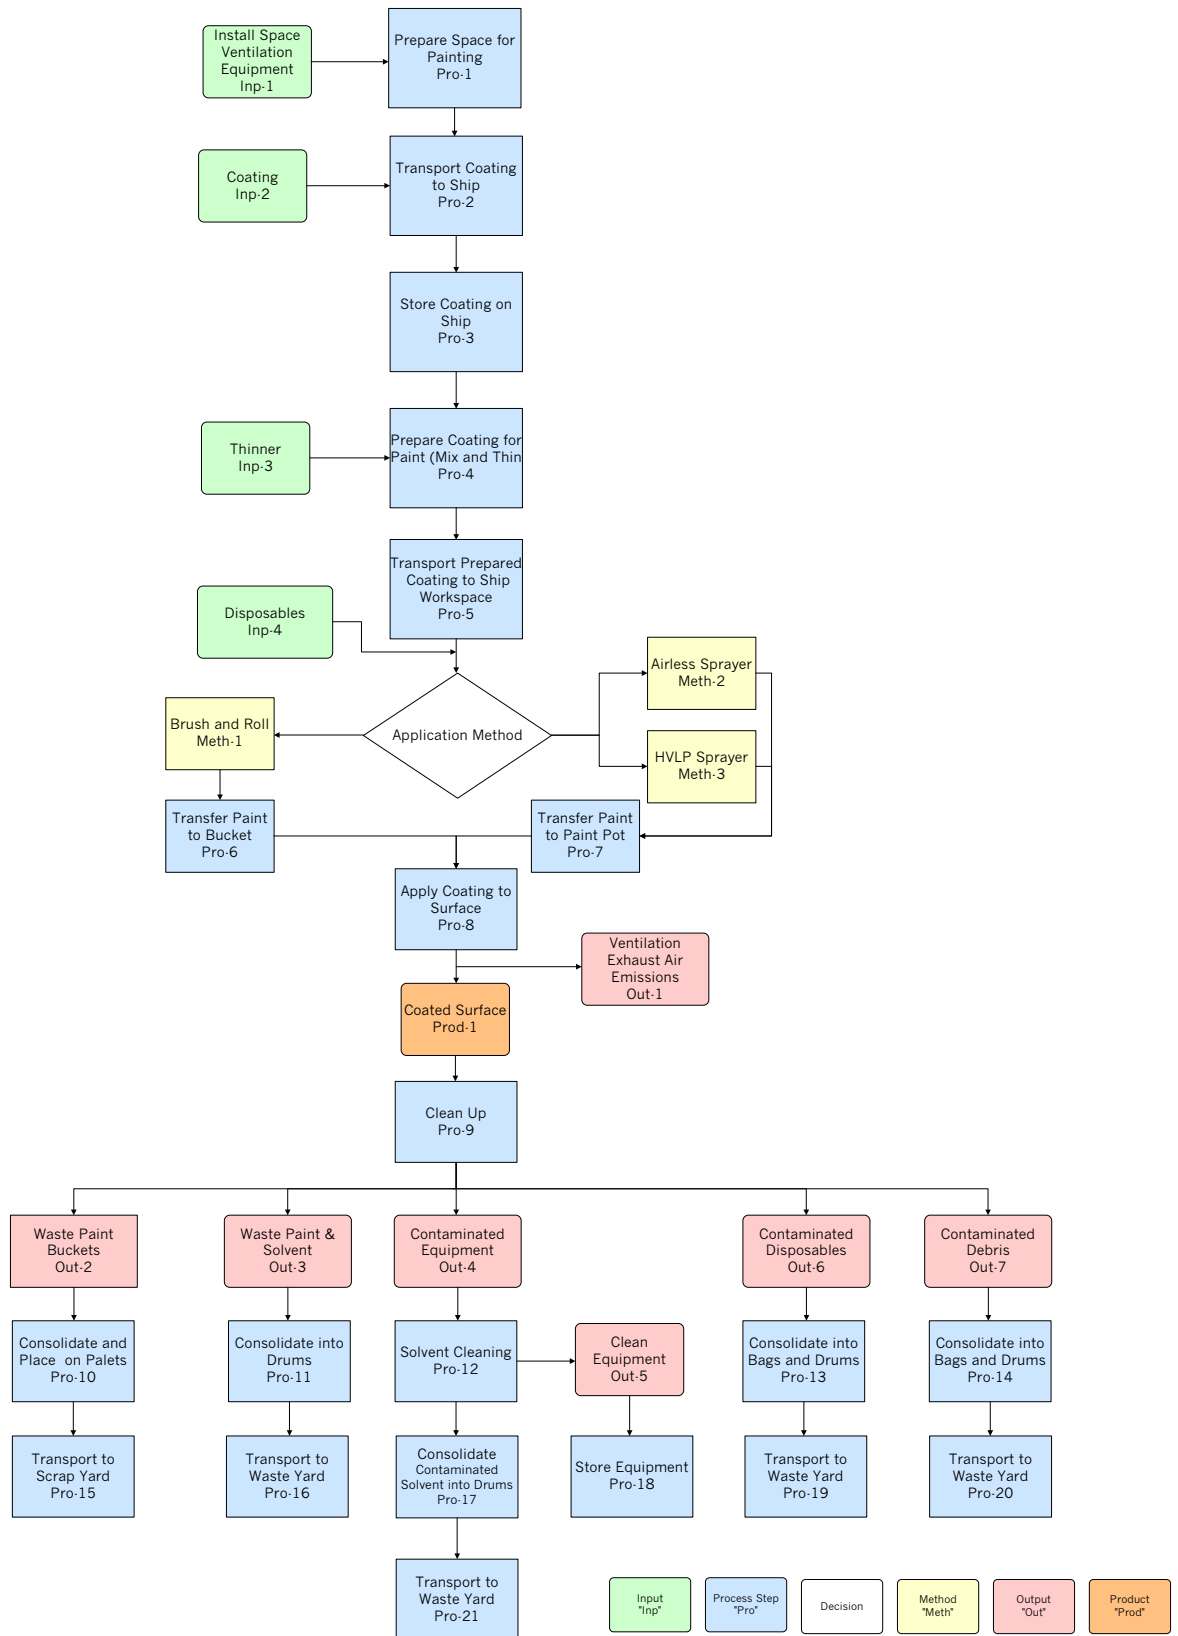 Install Space
Ventilation
Equipment
Inp-1
Prepare Space for
Painting
Pro-1
Coating
Inp-2
Transport Coating
to Ship
Pro-2
Store Coating on
Ship
Pro-3
Thinner
Inp-3
Prepare Coating for
Paint (Mix and Thin
Pro-4
Transport Prepared
Coating to Ship
Workspace
Pro-5
Disposables
Inp-4
Airless Sprayer
Meth-2
Brush and Roll
Meth-1
Application Method
HVLP Sprayer
Meth-3
Transfer Paint
to Bucket
Pro-6
Transfer Paint
to Paint Pot
Pro-7
Apply Coating to
Surface
Pro-8
Ventilation
Exhaust Air
Emissions
Out-1
Coated Surface
Prod-1
Clean Up
Pro-9
Waste Paint
Buckets
Out-2
Waste Paint &
Solvent
Out-3
Contaminated
Equipment
Out-4
Contaminated
Disposables
Out-6
Contaminated
Debris
Out-7
Consolidate and
Place on Palets
Pro-10
Consolidate into
Drums
Pro-11
Solvent Cleaning
Pro-12
Clean
Equipment
Out-5
Consolidate into
Bags and Drums
Pro-13
Consolidate into
Bags and Drums
Pro-14
Transport to
Scrap Yard
Pro-15
Transport to
Waste Yard
Pro-16
Consolidate
Contaminated
Solvent into Drums
Pro-17
Store Equipment
Pro-18
Transport to
Waste Yard
Pro-19
Transport to
Waste Yard
Pro-20
Transport to
Waste Yard
Pro-21
Input
"Inp"
Process Step
"Pro"
Decision
Method
"Meth"
Output
"Out"
Product
"Prod"